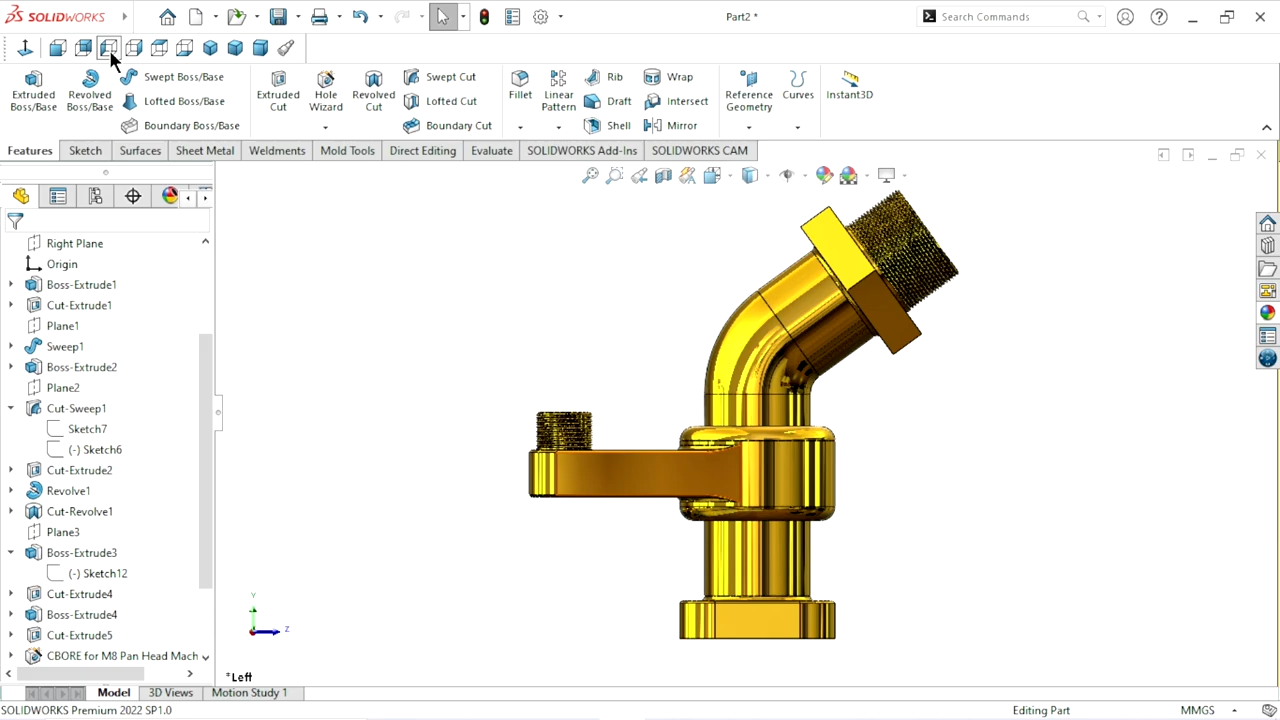 SOLIDWORKS
Part2 *
Search Commands
Extruded Boss/Base
Revolved Boss/Base
Swept Boss/Base
Lofted Boss/Base
Boundary Boss/Base
Extruded Cut
Hole Wizard
Revolved Cut
Swept Cut
Lofted Cut
Boundary Cut
Fillet
Linear Pattern
Rib
Draft
Shell
Wrap
Intersect
Mirror
Reference Geometry
Curves
Instant3D
Features
Sketch
Surfaces
Sheet Metal
Weldments
Mold Tools
Direct Editing
Evaluate
SOLIDWORKS Add-Ins
SOLIDWORKS CAM
Right Plane
Origin
Boss-Extrude1
Cut-Extrude1
Plane1
Sweep1
Boss-Extrude2
Plane2
Cut-Sweep1
Sketch7
(-) Sketch6
Cut-Extrude2
Revolve1
Cut-Revolve1
Plane3
Boss-Extrude3
(-) Sketch12
Cut-Extrude4
Boss-Extrude4
Cut-Extrude5
CBORE for M8 Pan Head Mach
Y
Z
*Left
Model
3D Views
Motion Study 1
SOLIDWORKS Premium 2022 SP1.0
Editing Part
MMGS